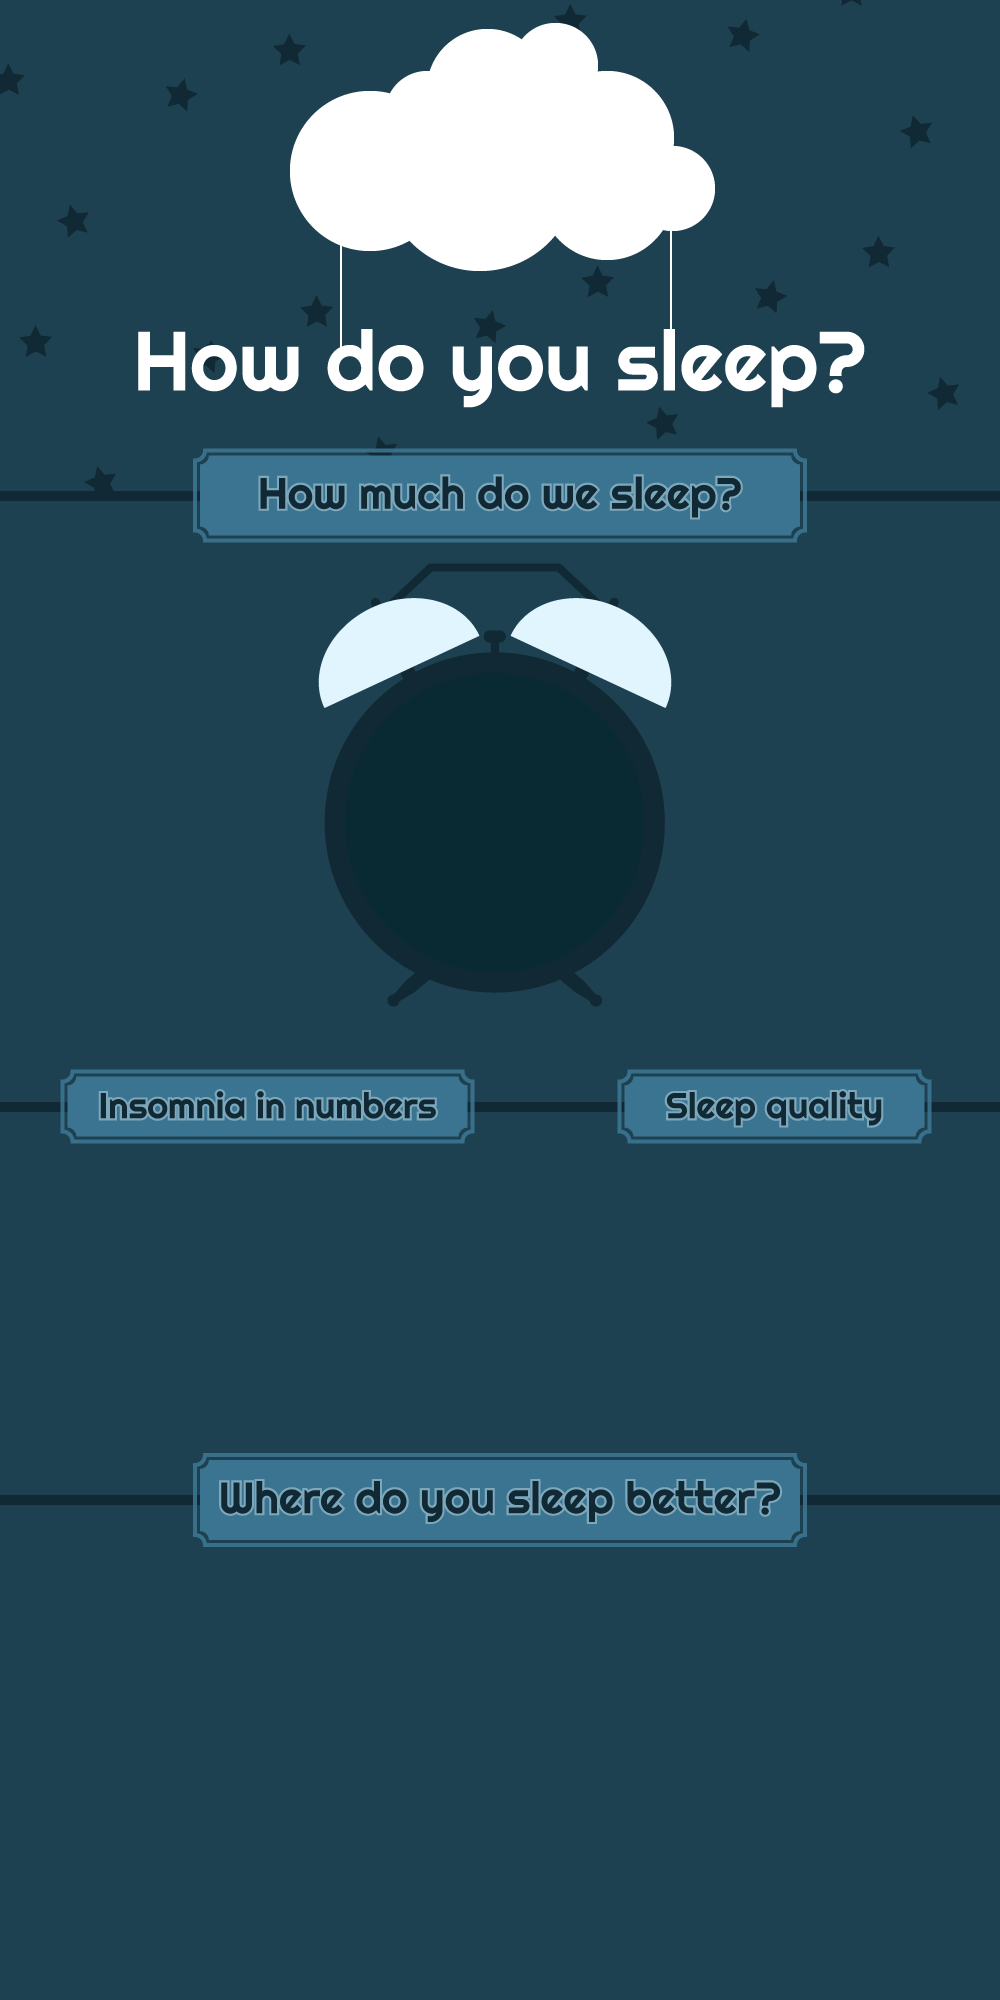 How do you sleep?
How much do we sleep?
Insomnia in numbers
Sleep quality
Where do you sleep better?